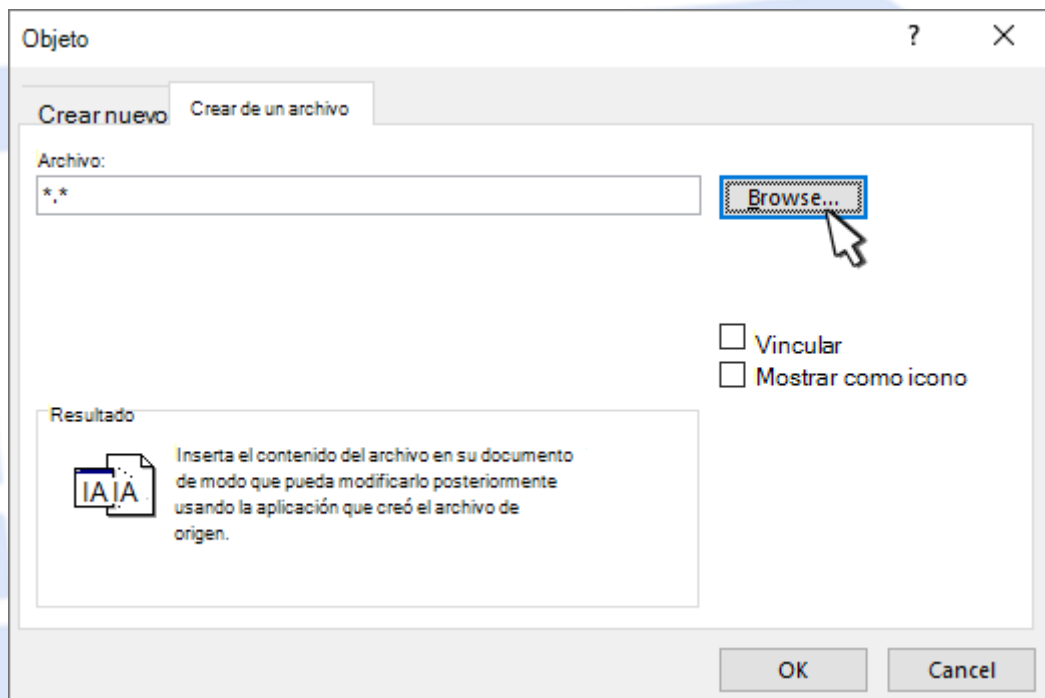 Objeto
?
Crear nuevo
Crear de un archivo
Archivo:
*.*
Browse...
Vincular
Mostrar como icono
Resultado
Inserta el contenido del archivo en su documento
de modo que pueda modificarlo posteriormente
usando la aplicación que creó el archivo de
origen.
IA IA
OK
Cancel